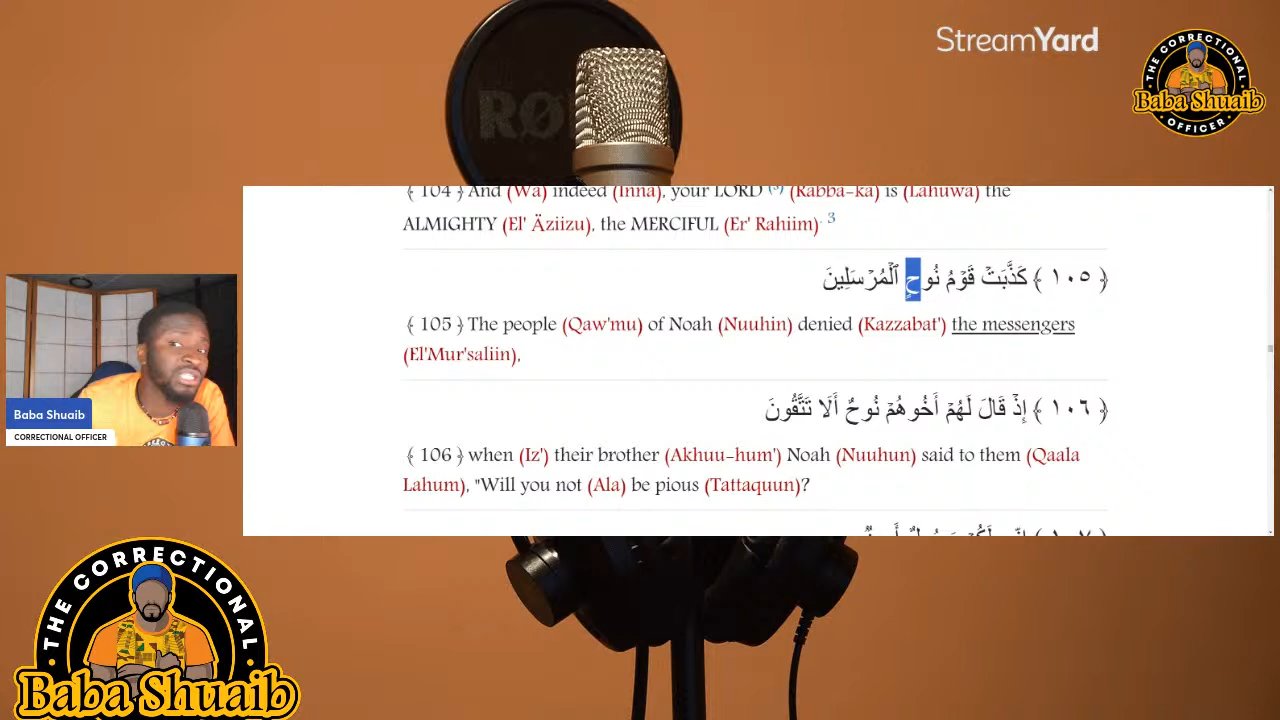 StreamYard
THE CORRECTIONAL
Baba Shuaib
OFFICER
RØ
﴾ 104 ﴿ And (Wa) indeed (Inna), your LORD (Rabba-ka) is (Lahuwa) the
ALMIGHTY (El' Äziizu), the MERCIFUL (Er' Rahiim). 3
﴾ ١٠٥ ﴿ كَذَّبَتْ قَوْمُ نُوحٍ ٱلْمُرْسَلِينَ
﴾ 105 ﴿ The people (Qaw'mu) of Noah (Nuuhin) denied (Kazzabat') the messengers
(El'Mur'saliin),
﴾ ١٠٦ ﴿ إِذْ قَالَ لَهُمْ أَخُوهُمْ نُوحٌ أَلَا تَتَّقُونَ
﴾ 106 ﴿ when (Iz') their brother (Akhuu-hum') Noah (Nuuhun) said to them (Qaala
Lahum), "Will you not (Ala) be pious (Tattaquun)?
Baba Shuaib
CORRECTIONAL OFFICER
THE CORRECTIONAL
Baba Shuaib